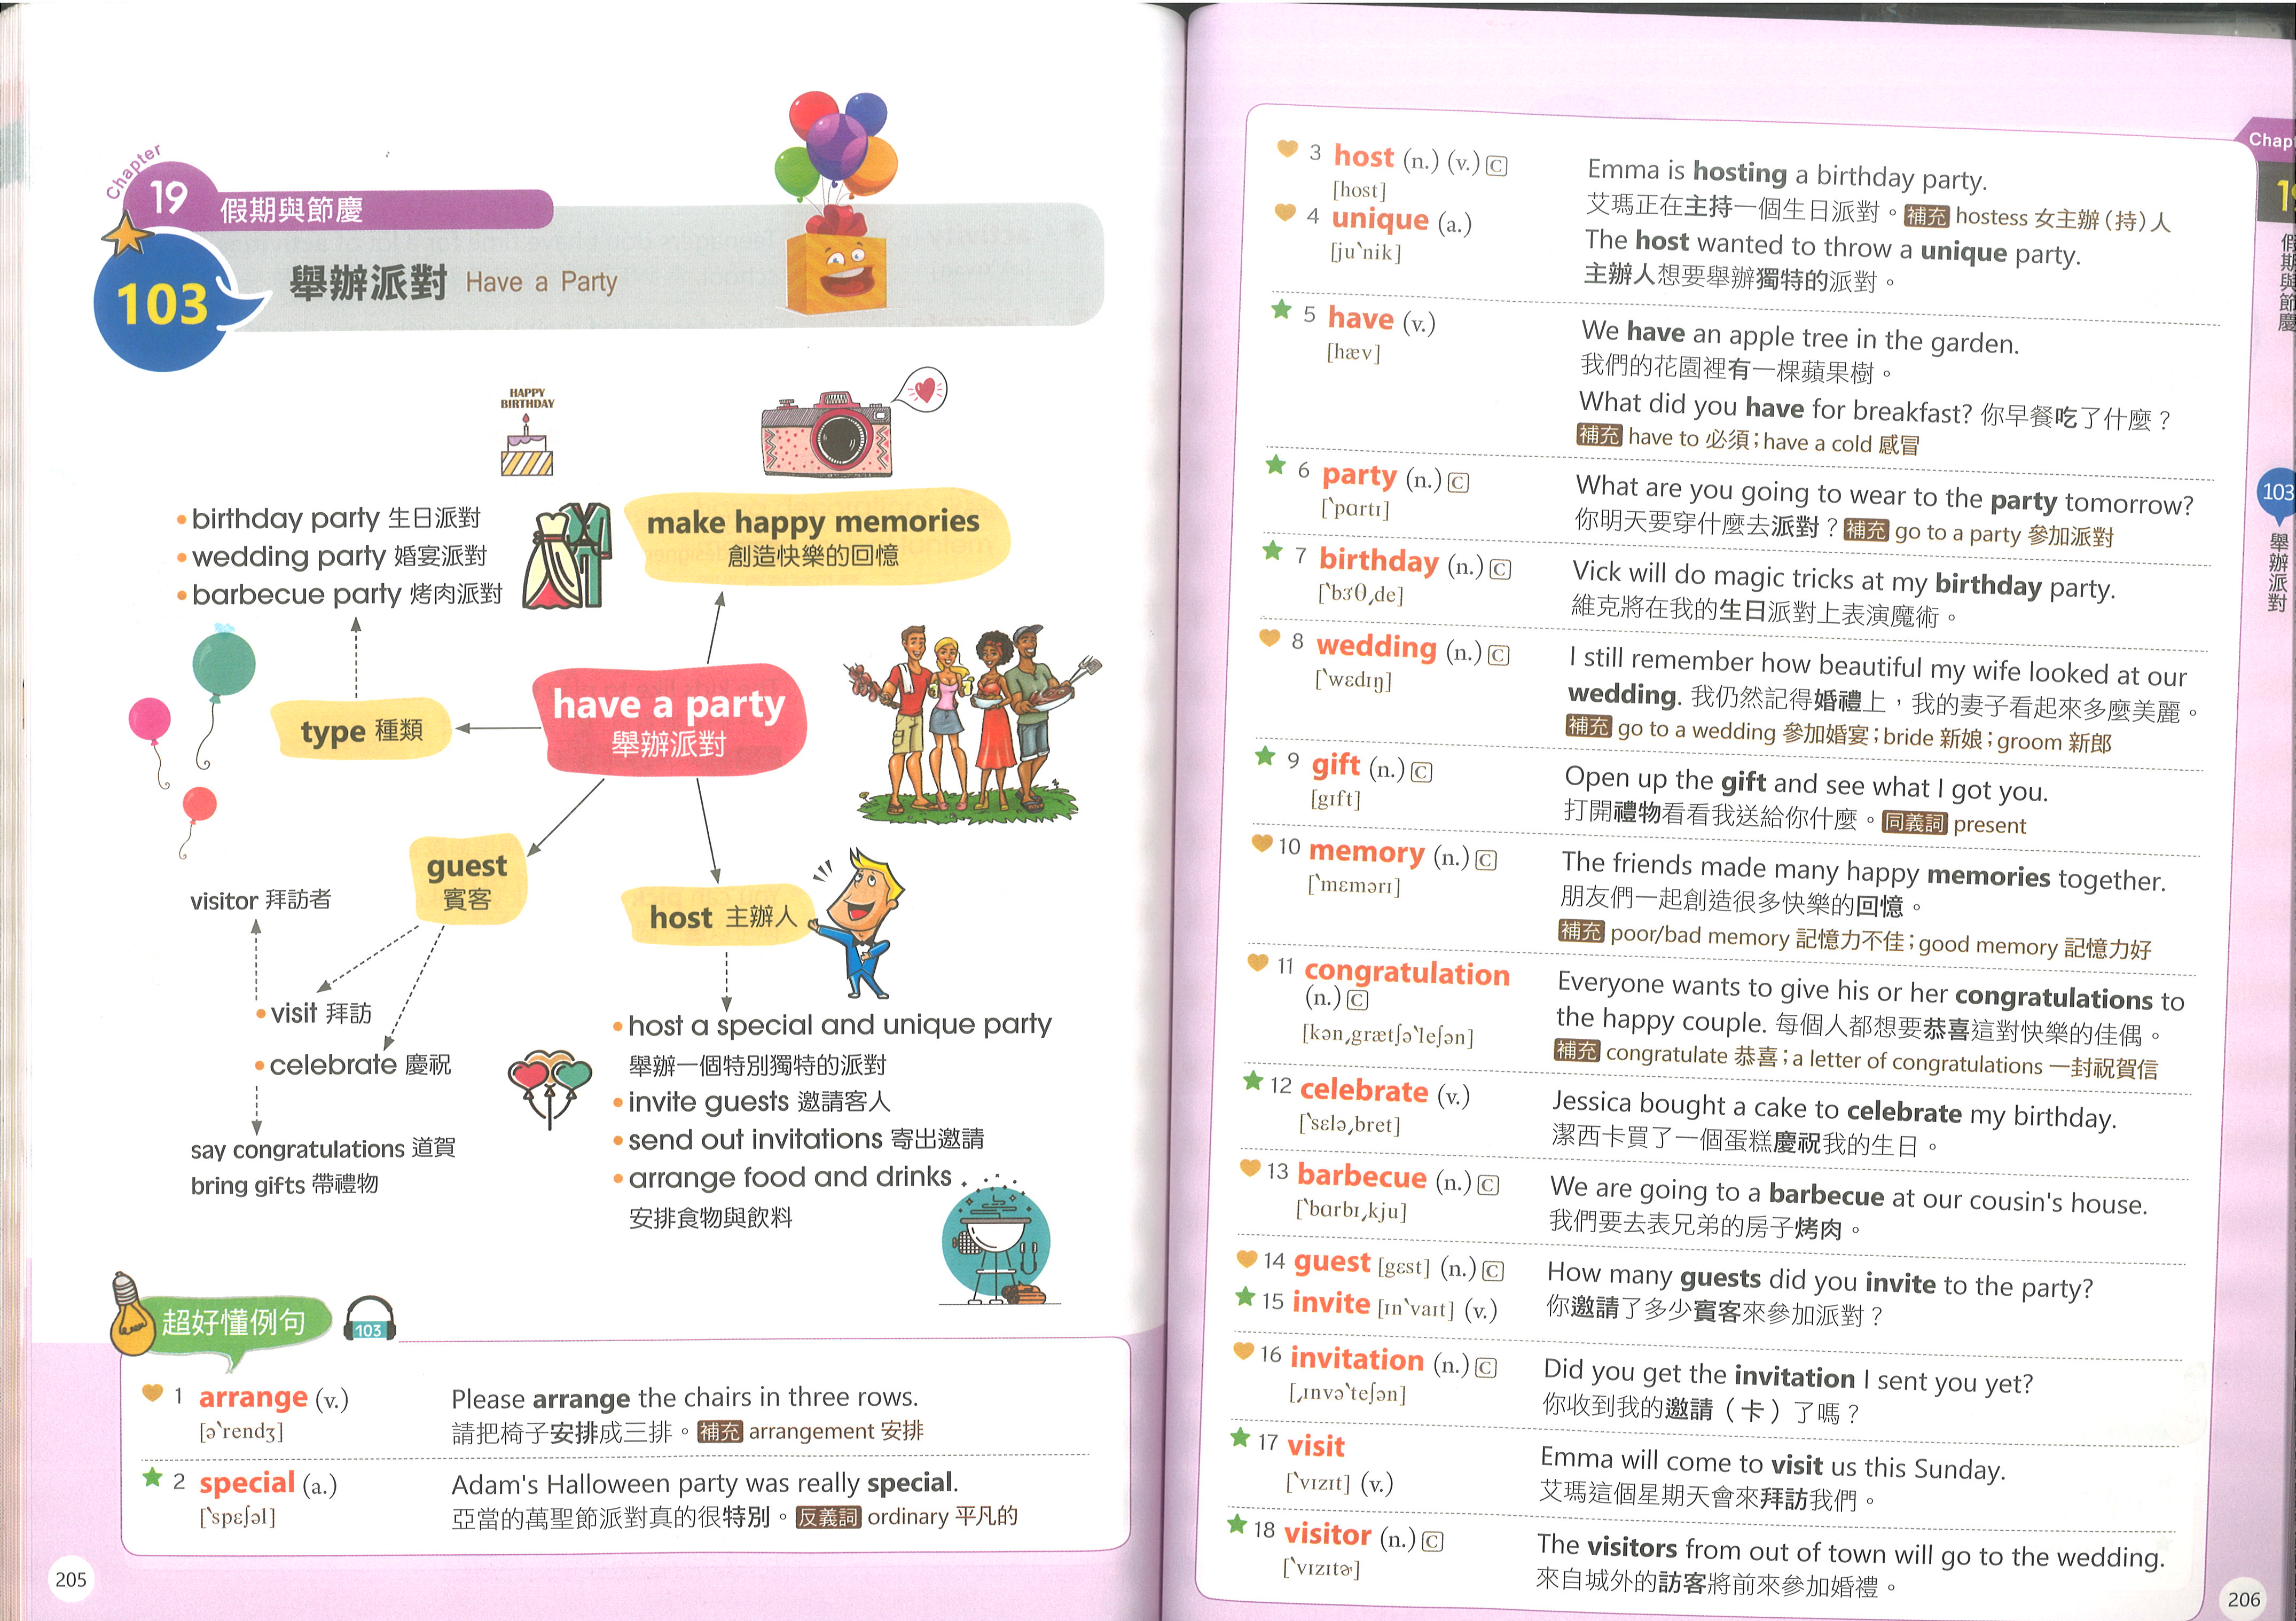 Chapter
19 假期與節慶
103
舉辦派對 Have a Party
HAPPY
BIRTHDAY
• birthday party 生日派對
• wedding party 婚宴派對
• barbecue party 烤肉派對
make happy memories
創造快樂的回憶
type 種類
have a party
舉辦派對
guest
賓客
host 主辦人
visitor 拜訪者
• visit 拜訪
• celebrate 慶祝
say congratulations 道賀
bring gifts 帶禮物
• host a special and unique party
舉辦一個特別獨特的派對
• invite guests 邀請客人
• send out invitations 寄出邀請
• arrange food and drinks
安排食物與飲料
超好懂例句
103
1 arrange (v.)
[əˋrendʒ]
Please arrange the chairs in three rows.
請把椅子安排成三排。補充 arrangement 安排
2 special (a.)
[ˋspɛʃəl]
Adam's Halloween party was really special.
亞當的萬聖節派對真的很特別。反義詞 ordinary 平凡的
205
3 host (n.) (v.) C
[host]
4 unique (a.)
[juˋnik]
Emma is hosting a birthday party.
艾瑪正在主持一個生日派對。補充 hostess 女主辦（持）人
The host wanted to throw a unique party.
主辦人想要舉辦獨特的派對。
5 have (v.)
[hæv]
We have an apple tree in the garden.
我們的花園裡有一棵蘋果樹。
What did you have for breakfast? 你早餐吃了什麼？
補充 have to 必須；have a cold 感冒
6 party (n.) C
[ˋpɑrtɪ]
What are you going to wear to the party tomorrow?
你明天要穿什麼去派對？補充 go to a party 參加派對
7 birthday (n.) C
[ˋbɝθˏde]
Vick will do magic tricks at my birthday party.
維克將在我的生日派對上表演魔術。
8 wedding (n.) C
[ˋwɛdɪŋ]
I still remember how beautiful my wife looked at our
wedding. 我仍然記得婚禮上，我的妻子看起來多麼美麗。
補充 go to a wedding 參加婚宴；bride 新娘；groom 新郎
9 gift (n.) C
[gɪft]
Open up the gift and see what I got you.
打開禮物看看我送給你什麼。同義詞 present
10 memory (n.) C
[ˋmɛmərɪ]
The friends made many happy memories together.
朋友們一起創造很多快樂的回憶。
補充 poor/bad memory 記憶力不佳；good memory 記憶力好
11 congratulation
(n.) C
[kənˏgrætʃəˋleʃən]
Everyone wants to give his or her congratulations to
the happy couple. 每個人都想要恭喜這對快樂的佳偶。
補充 congratulate 恭喜；a letter of congratulations 一封祝賀信
12 celebrate (v.)
[ˋsɛləˏbret]
Jessica bought a cake to celebrate my birthday.
潔西卡買了一個蛋糕慶祝我的生日。
13 barbecue (n.) C
[ˋbɑrbɪˏkju]
We are going to a barbecue at our cousin's house.
我們要去表兄弟的房子烤肉。
14 guest [gɛst] (n.) C
15 invite [ɪnˋvaɪt] (v.)
How many guests did you invite to the party?
你邀請了多少賓客來參加派對？
16 invitation (n.) C
[ˏɪnvəˋteʃən]
Did you get the invitation I sent you yet?
你收到我的邀請（卡）了嗎？
17 visit
[ˋvɪzɪt] (v.)
Emma will come to visit us this Sunday.
艾瑪這個星期天會來拜訪我們。
18 visitor (n.) C
[ˋvɪzɪtɚ]
The visitors from out of town will go to the wedding.
來自城外的訪客將前來參加婚禮。
Chap
19
假期與節慶
103
舉辦派對
206